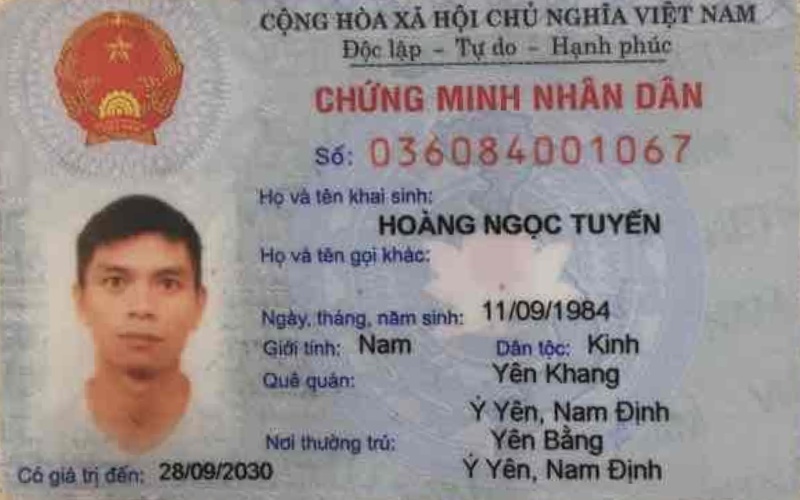 CỘNG HÒA XÃ HỘI CHỦ NGHĨA VIỆT NAM
Độc lập - Tự do - Hạnh phúc
CHỨNG MINH NHÂN DÂN
Số: 036084001067
Họ và tên khai sinh:
HOÀNG NGỌC TUYẾN
Họ và tên gọi khác:
Ngày, tháng, năm sinh: 11/09/1984
Giới tính: Nam Dân tộc: Kinh
Quê quán: Yên Khang
Ý Yên, Nam Định
Nơi thường trú: Yên Bằng
Ý Yên, Nam Định
Có giá trị đến: 28/09/2030